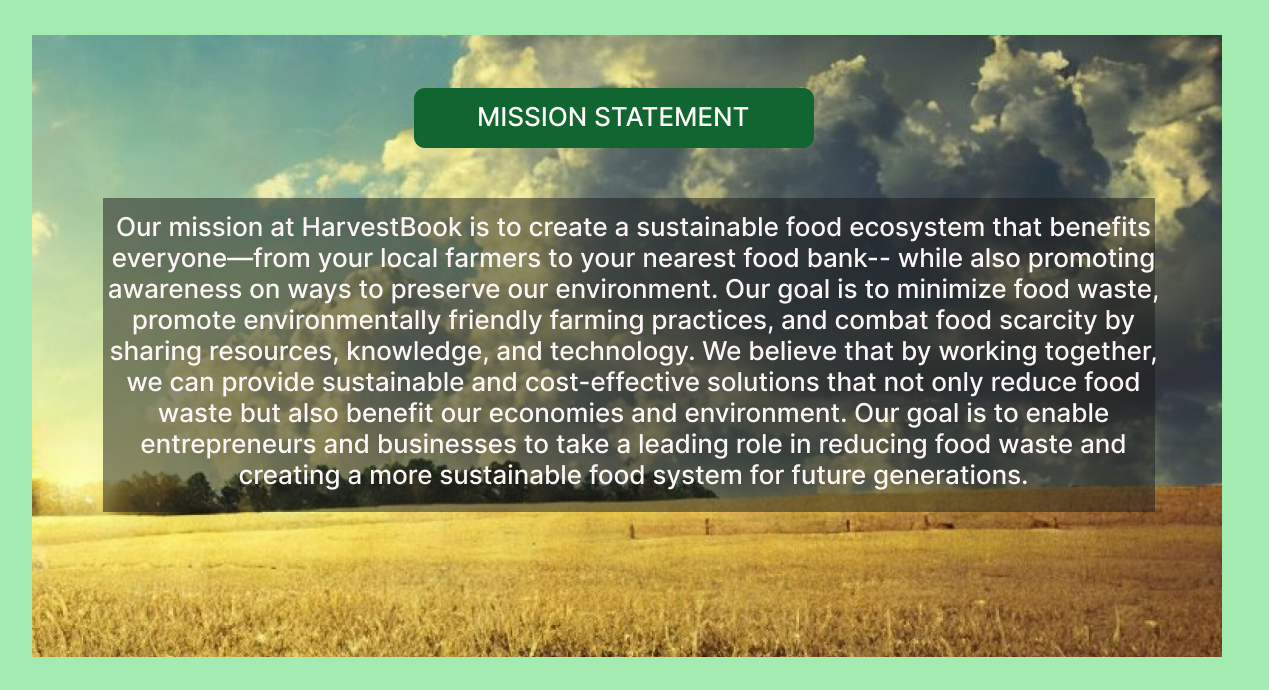 MISSION STATEMENT
Our mission at HarvestBook is to create a sustainable food ecosystem that benefits
everyone—from your local farmers to your nearest food bank-- while also promoting
awareness on ways to preserve our environment. Our goal is to minimize food waste,
promote environmentally friendly farming practices, and combat food scarcity by
sharing resources, knowledge, and technology. We believe that by working together,
we can provide sustainable and cost-effective solutions that not only reduce food
waste but also benefit our economies and environment. Our goal is to enable
entrepreneurs and businesses to take a leading role in reducing food waste and
creating a more sustainable food system for future generations.